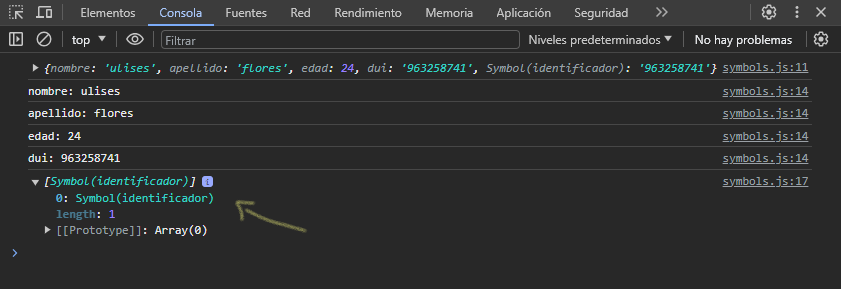 Elementos Consola Fuentes Red Rendimiento Memoria Aplicación Seguridad
top Filtrar Niveles predeterminados No hay problemas
{nombre: 'ulises', apellido: 'flores', edad: 24, dui: '963258741', Symbol(identificador): '963258741'} symbols.js:11
nombre: ulises symbols.js:14
apellido: flores symbols.js:14
edad: 24 symbols.js:14
dui: 963258741 symbols.js:14
[Symbol(identificador)] i symbols.js:17
0: Symbol(identificador)
length: 1
[[Prototype]]: Array(0)